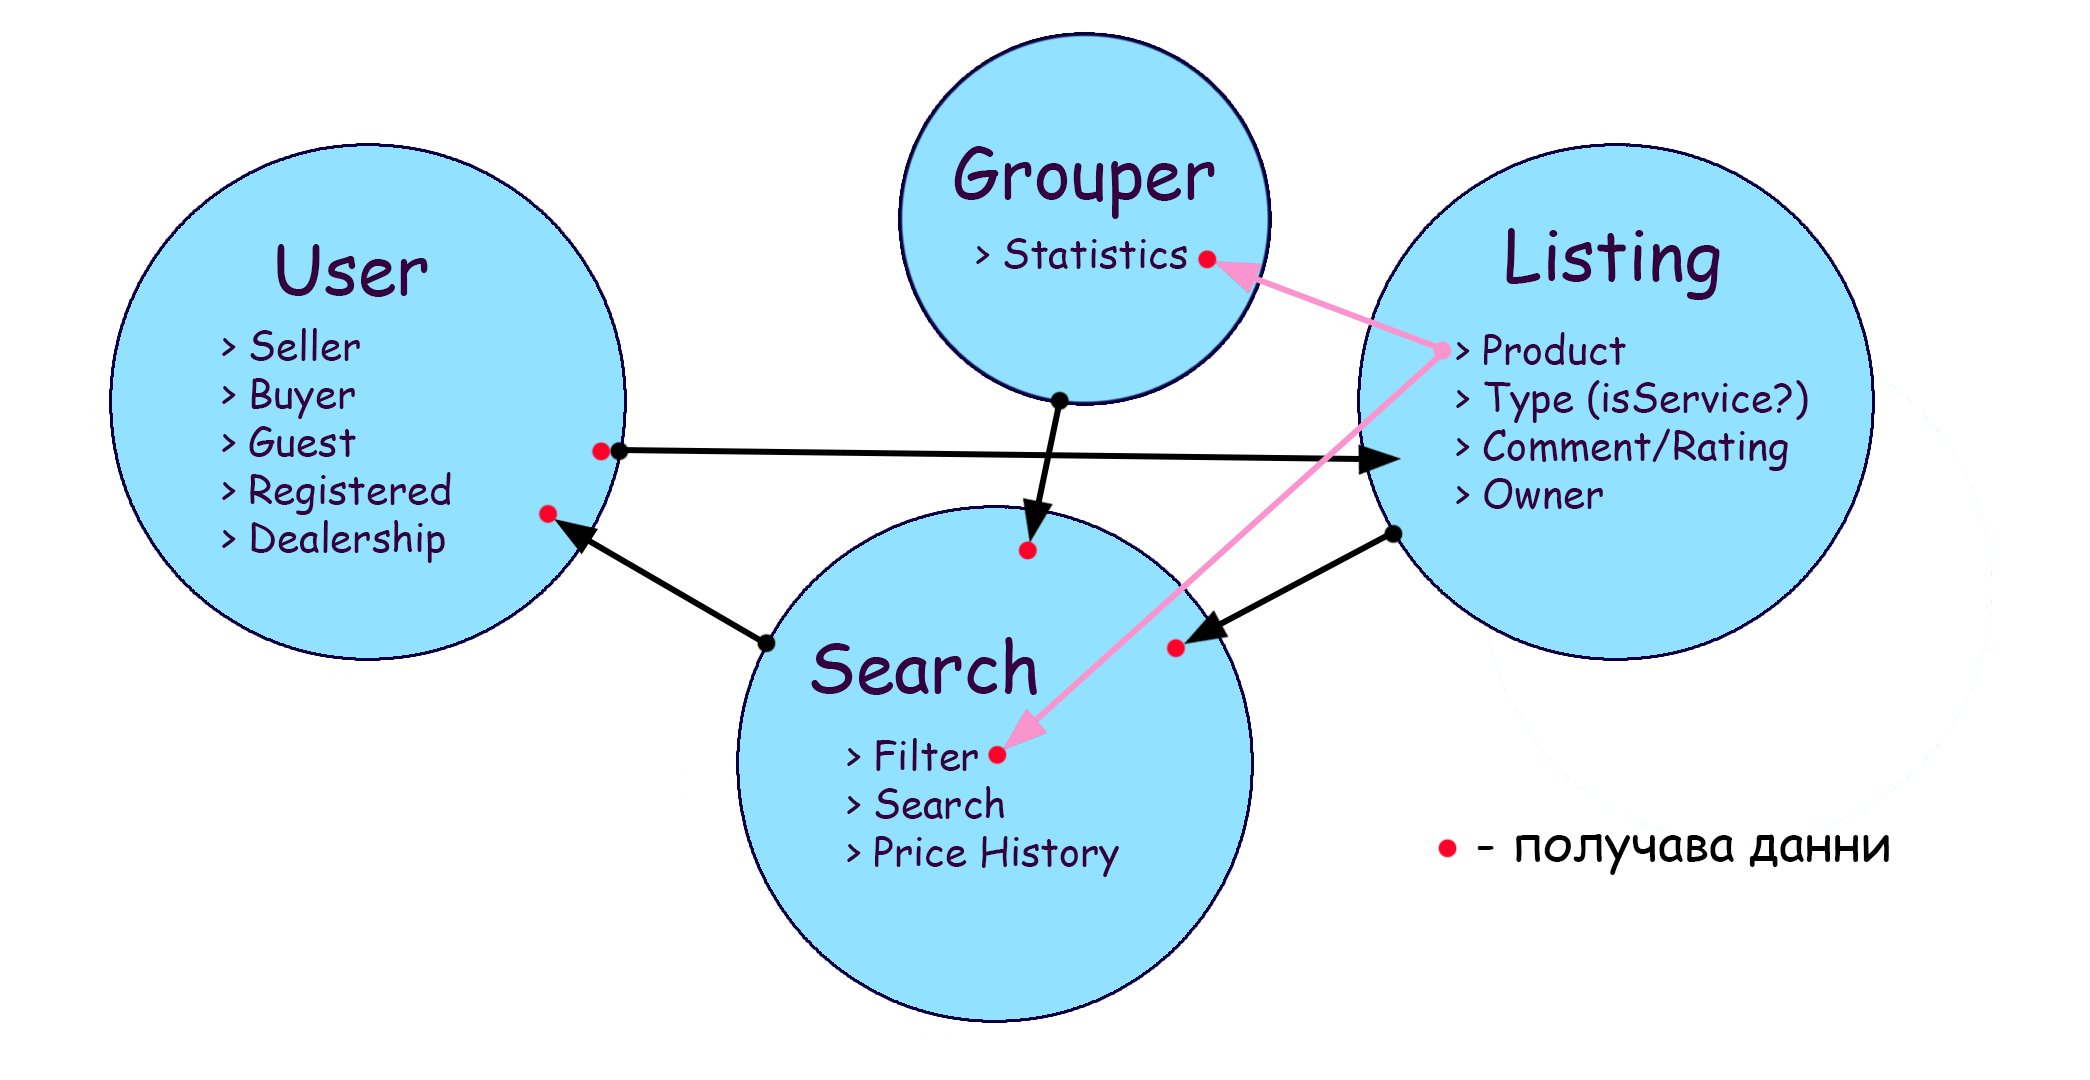 Grouper
> Statistics
User
> Seller
> Buyer
> Guest
> Registered
> Dealership
Listing
> Product
> Type (isService?)
> Comment/Rating
> Owner
Search
> Filter
> Search
> Price History
- получава данни